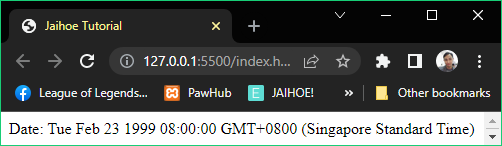 Jaihoe Tutorial
127.0.0.1:5500/index.h...
League of Legends... PawHub E JAIHOE! Other bookmarks
Date: Tue Feb 23 1999 08:00:00 GMT+0800 (Singapore Standard Time)